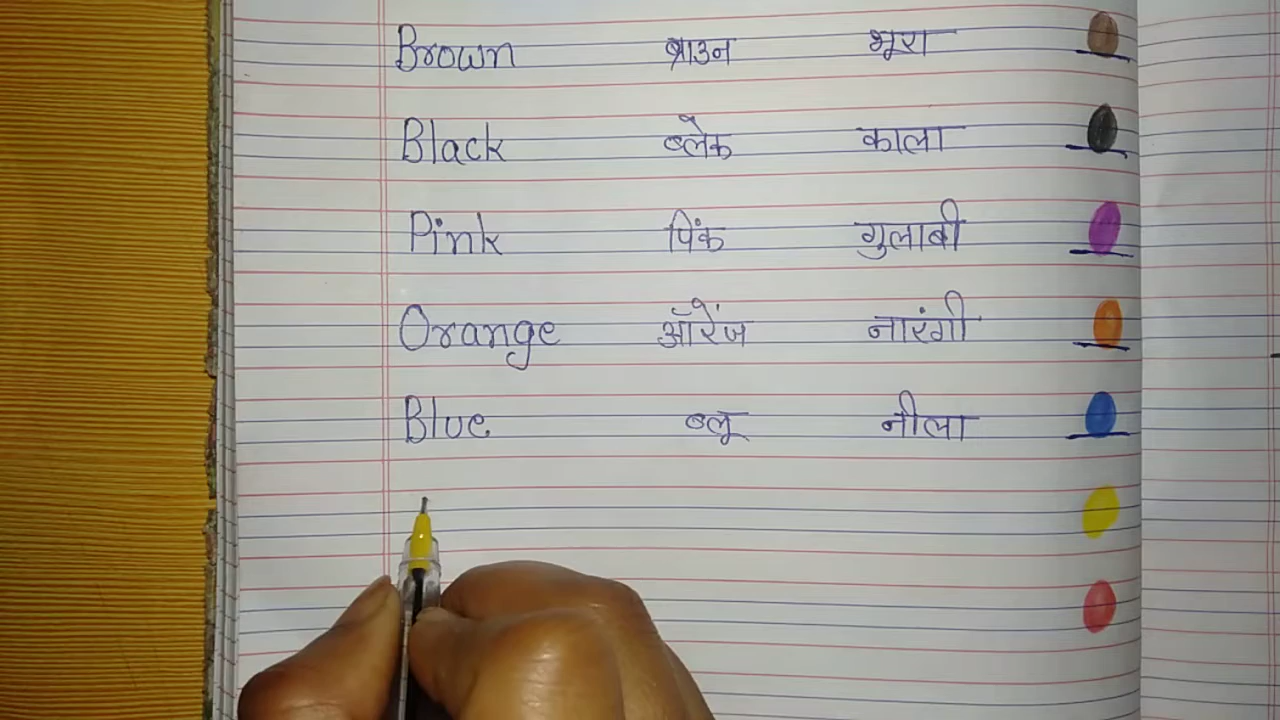 Brown ब्राउन भूरा
Black ब्लेक काला
Pink पिंक गुलाबी
Orange ऑरेंज नारंगी
Blue ब्लू नीला